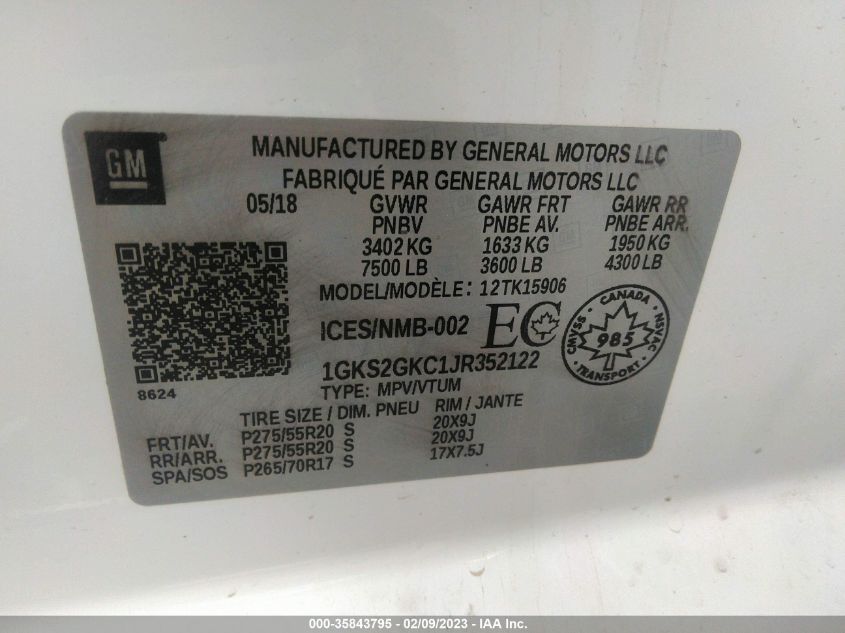 GM
MANUFACTURED BY GENERAL MOTORS LLC
FABRIQUÉ PAR GENERAL MOTORS LLC
05/18 GVWR GAWR FRT GAWR RR
PNBV PNBE AV. PNBE ARR.
3402 KG 1633 KG 1950 KG
7500 LB 3600 LB 4300 LB
MODEL/MODÈLE: 12TK15906
ICES/NMB-002 EC
CANADA
CMVSS 985 NSVAC
TRANSPORT
1GKS2GKC1JR352122
TYPE: MPV/VTUM
8624
TIRE SIZE / DIM. PNEU RIM / JANTE
FRT/AV. P275/55R20 S 20X9J
RR/ARR. P275/55R20 S 20X9J
SPA/SOS P265/70R17 S 17X7.5J
000-35843795 - 02/09/2023 - IAA Inc.